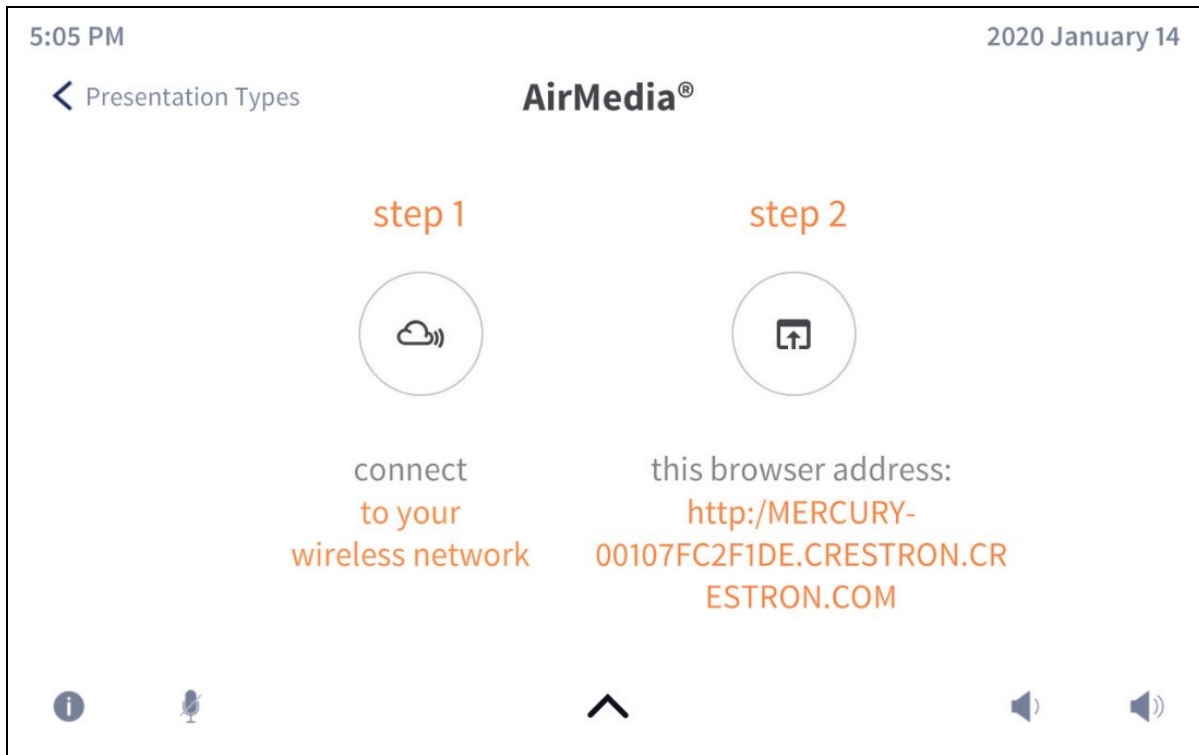 5:05 PM
2020 January 14
Presentation Types
AirMedia®
step 1
step 2
connect
to your
wireless network
this browser address:
http:/MERCURY-
00107FC2F1DE.CRESTRON.CR
ESTRON.COM